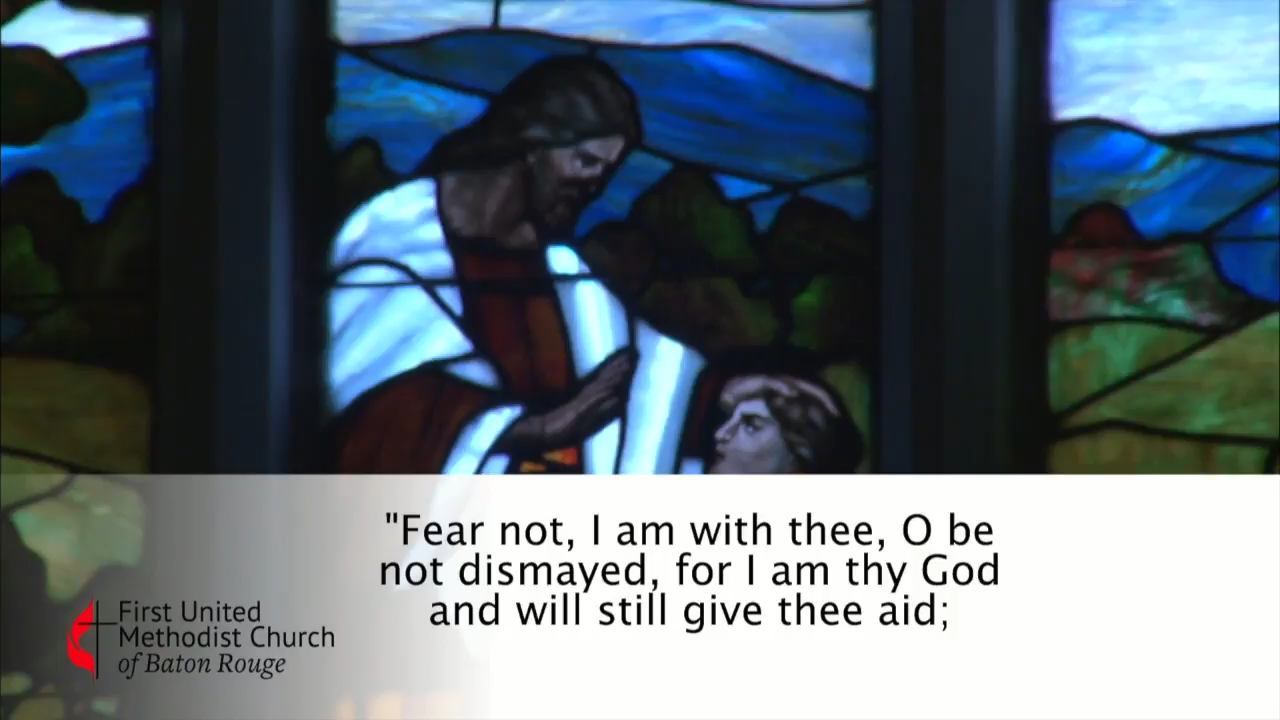 "Fear not, I am with thee, O be
not dismayed, for I am thy God
and will still give thee aid;
First United
Methodist Church
of Baton Rouge